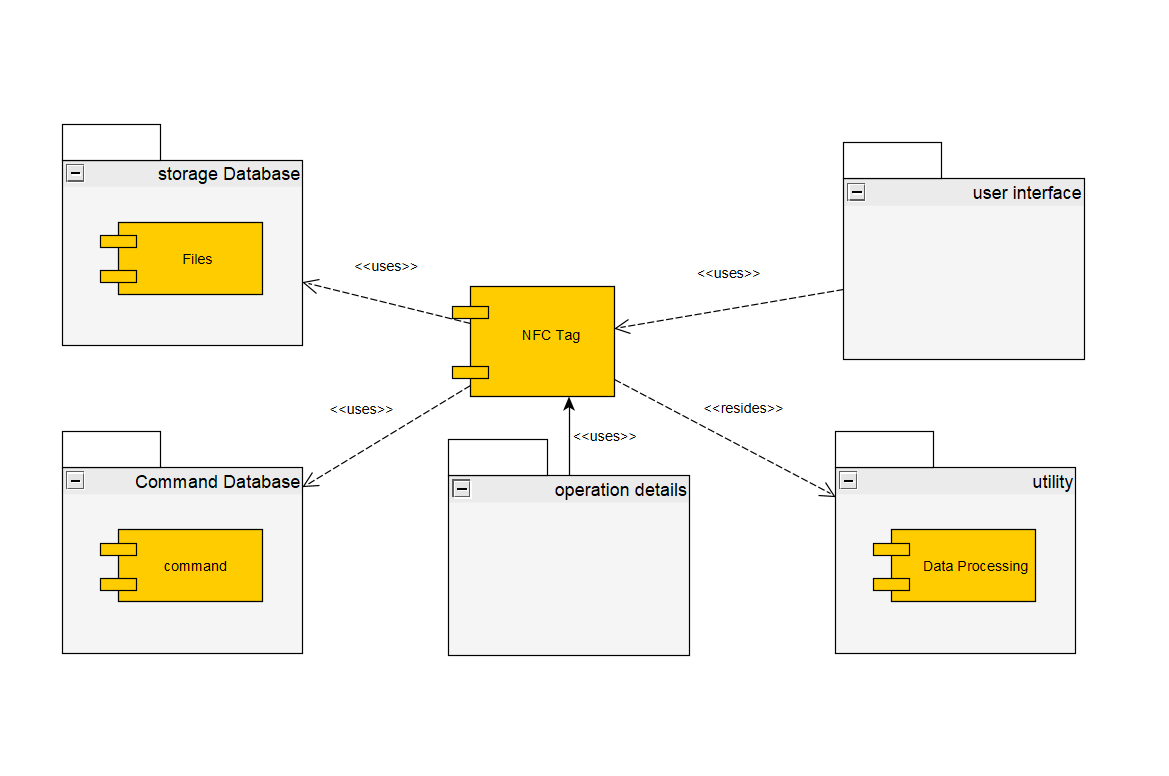 storage Database
user interface
Files
<<uses>>
<<uses>>
NFC Tag
<<uses>>
<<resides>>
<<uses>>
Command Database
operation details
utility
command
Data Processing